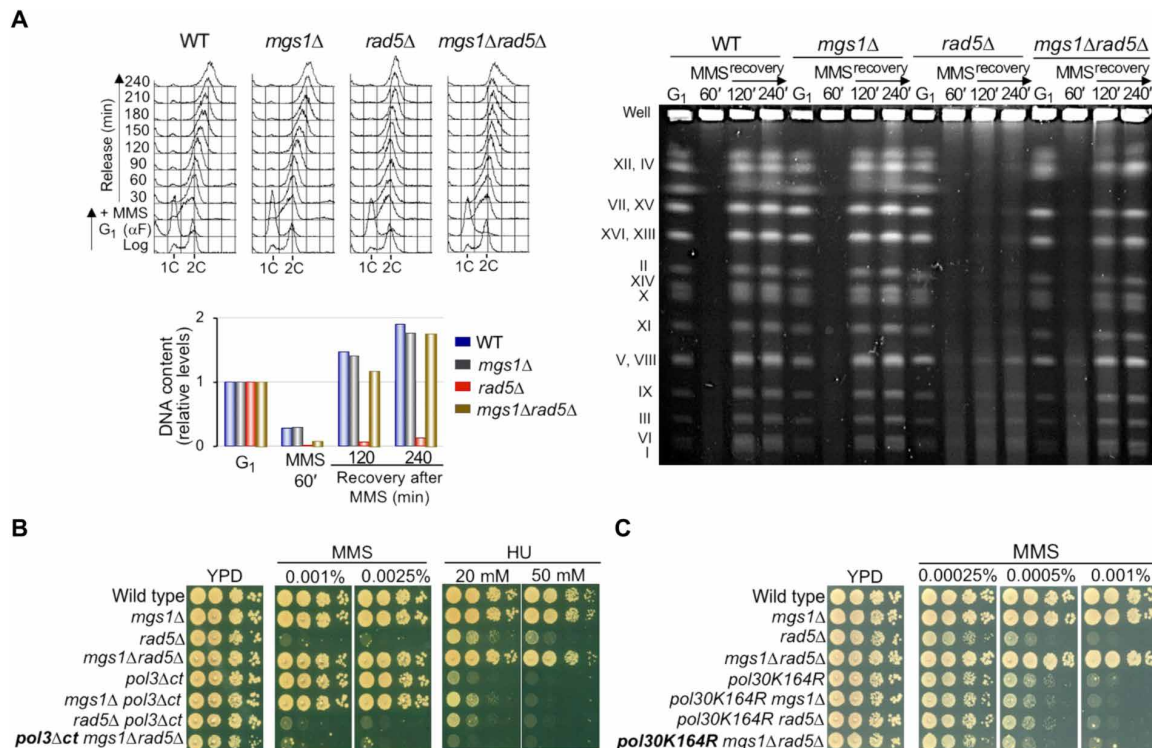 A
WT mgs1Δ rad5Δ mgs1Δrad5Δ
Release (min)
240
210
180
150
120
90
60
30
+ MMS
G1 (αF)
Log
1C 2C 1C 2C 1C 2C 1C 2C
DNA content
(relative levels)
2
1
0
WT
mgs1Δ
rad5Δ
mgs1Δrad5Δ
G1 MMS 120 240
60′ Recovery after
MMS (min)
WT mgs1Δ rad5Δ mgs1Δrad5Δ
MMS recovery MMS recovery MMS recovery MMS recovery
G1 60′ 120′ 240′ G1 60′ 120′ 240′ G1 60′ 120′ 240′ G1 60′ 120′ 240′
Well
XII, IV
VII, XV
XVI, XIII
II
XIV
X
XI
V, VIII
IX
III
VI
I
B
MMS HU
YPD 0.001% 0.0025% 20 mM 50 mM
Wild type
mgs1Δ
rad5Δ
mgs1Δrad5Δ
pol3Δct
mgs1Δ pol3Δct
rad5Δ pol3Δct
pol3Δct mgs1Δrad5Δ
C
MMS
YPD 0.00025% 0.0005% 0.001%
Wild type
mgs1Δ
rad5Δ
mgs1Δrad5Δ
pol30K164R
pol30K164R mgs1Δ
pol30K164R rad5Δ
pol30K164R mgs1Δrad5Δ